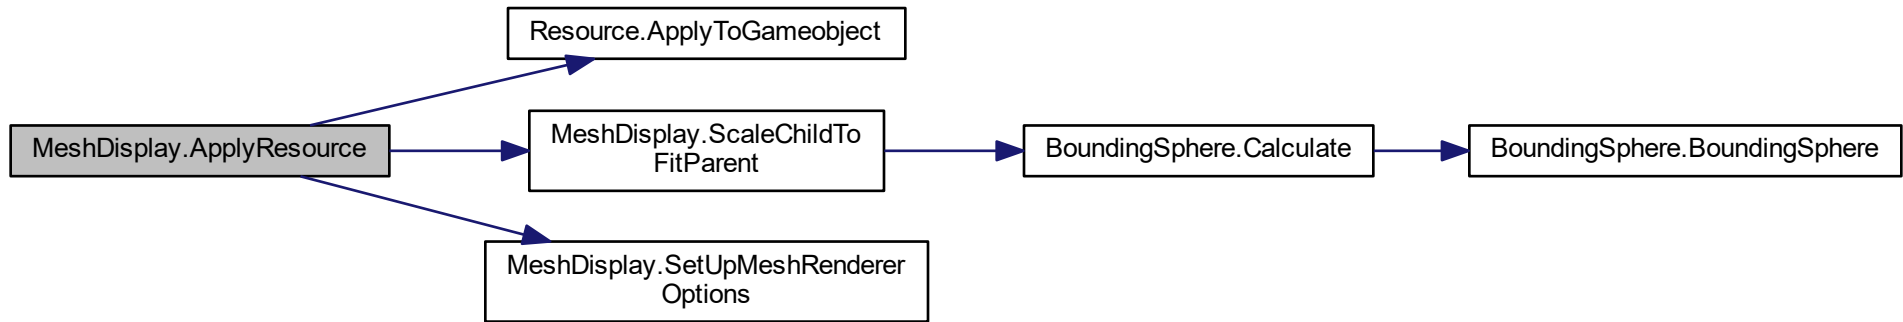 Resource.ApplyToGameobject
MeshDisplay.ApplyResource
MeshDisplay.ScaleChildTo
FitParent
BoundingSphere.Calculate
BoundingSphere.BoundingSphere
MeshDisplay.SetUpMeshRenderer
Options